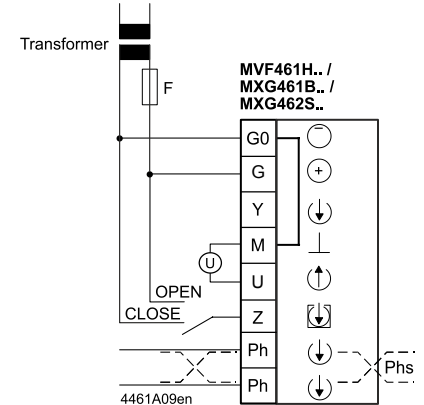 Transformer
F
MVF461H.. /
MXG461B.. /
MXG462S..
G0
–
G
+
Y
M
U
U
OPEN
CLOSE
Z
Ph
Phs
Ph
4461A09en